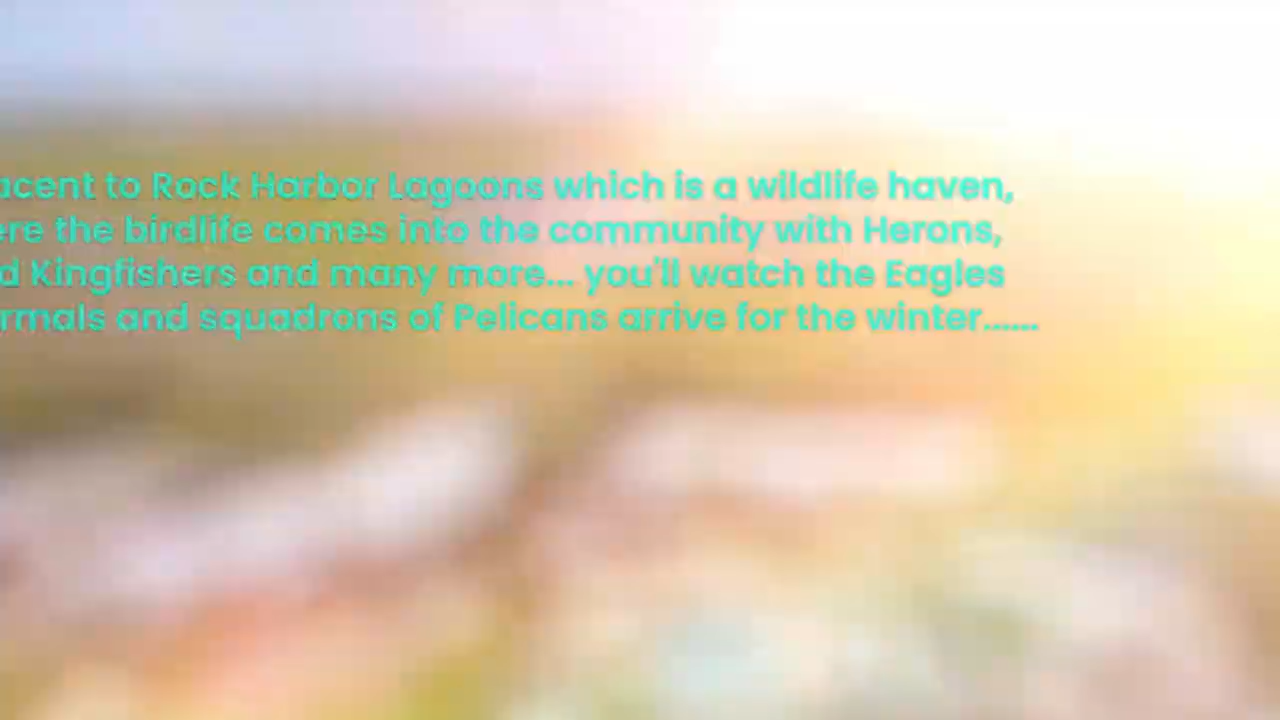 acent to Rock Harbor Lagoons which is a wildlife haven,
ere the birdlife comes into the community with Herons,
d Kingfishers and many more... you'll watch the Eagles
rmals and squadrons of Pelicans arrive for the winter......